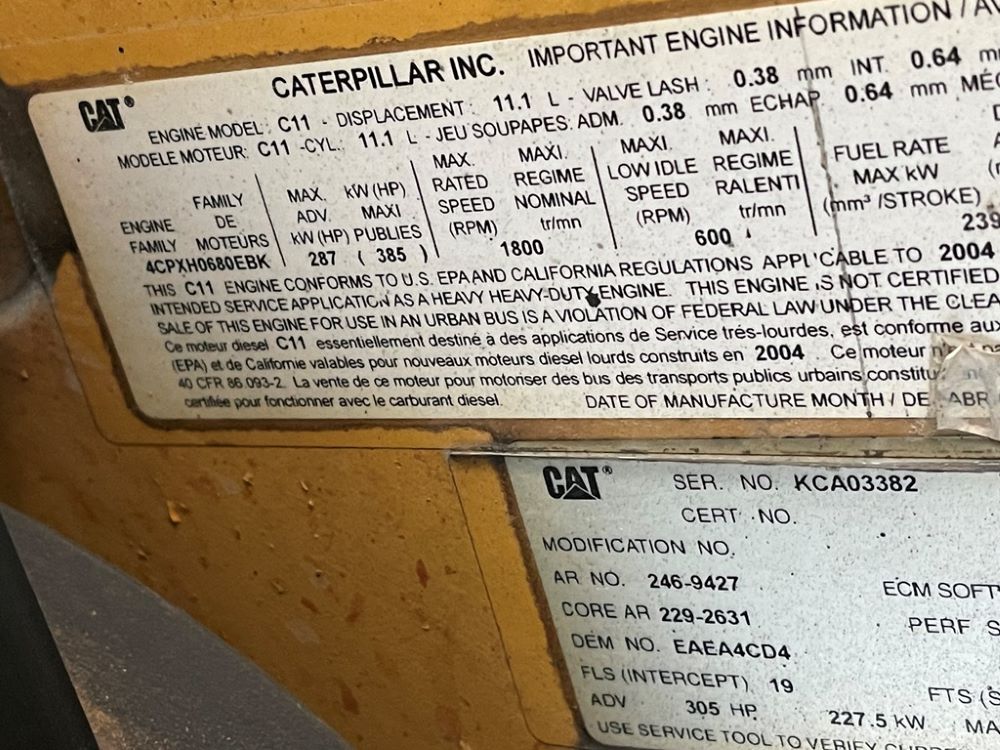 CAT®
CATERPILLAR INC. IMPORTANT ENGINE INFORMATION /
ENGINE MODEL: C11 - DISPLACEMENT: 11.1 L - VALVE LASH: 0.38 mm INT. 0.64
MODELE MOTEUR: C11 -CYL.: 11.1 L - JEU SOUPAPES: ADM. 0.38 mm ECHAP. 0.64 mm
ENGINE FAMILY
FAMILY DE MOTEURS
4CPXH0680EBK
MAX. kW (HP)
ADV. MAXI
kW (HP) PUBLIES
287 ( 385 )
MAX. MAXI.
RATED REGIME
SPEED NOMINAL
(RPM) tr/mn
1800
MAXI. MAXI.
LOW IDLE REGIME
SPEED RALENTI
(RPM) tr/mn
600
FUEL RATE
MAX kW
(mm³ /STROKE)
239
THIS C11 ENGINE CONFORMS TO U.S. EPA AND CALIFORNIA REGULATIONS APPLICABLE TO 2004
INTENDED SERVICE APPLICATION AS A HEAVY HEAVY-DUTY ENGINE. THIS ENGINE IS NOT CERTIFIED
SALE OF THIS ENGINE FOR USE IN AN URBAN BUS IS A VIOLATION OF FEDERAL LAW UNDER THE
Ce moteur diesel C11 essentiellement destiné à des applications de Service trés-lourdes, est conforme aux
(EPA) et de Californie valables pour nouveaux moteurs diesel lourds construits en 2004 . Ce moteur
40 CFR 86 093-2. La vente de ce moteur pour motoriser des bus des transports publics urbains
certifiée pour fonctionner avec le carburant diesel. DATE OF MANUFACTURE MONTH / DE ABR
CAT®
SER. NO. KCA03382
CERT. NO.
MODIFICATION NO.
AR NO. 246-9427
ECM
CORE AR 229-2631
PERF
DEM NO. EAEA4CD4
FLS (INTERCEPT) 19
FTS
ADV 305 HP. 227.5 kW
USE SERVICE TOOL TO VERIFY